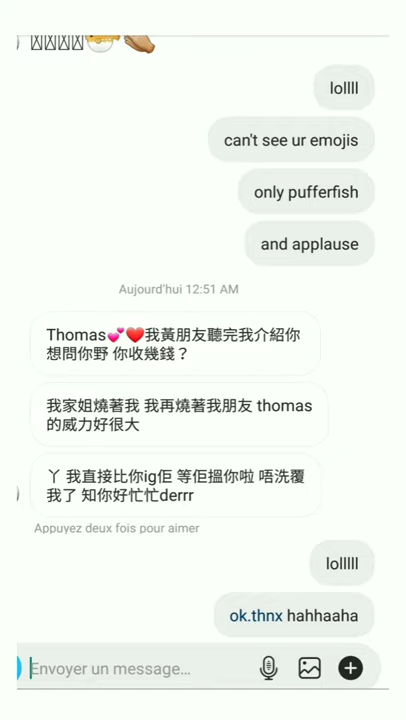 lollll
can't see ur emojis
only pufferfish
and applause
Aujourd'hui 12:51 AM
Thomas💕❤️我黃朋友聽完我介紹你
想問你野 你收幾錢？
我家姐燒著我 我再燒著我朋友 thomas
的威力好很大
丫 我直接比你ig佢 等佢搵你啦 唔洗覆
我了 知你好忙忙derrr
Appuyez deux fois pour aimer
lolllll
ok.thnx hahhaaha
Envoyer un message...